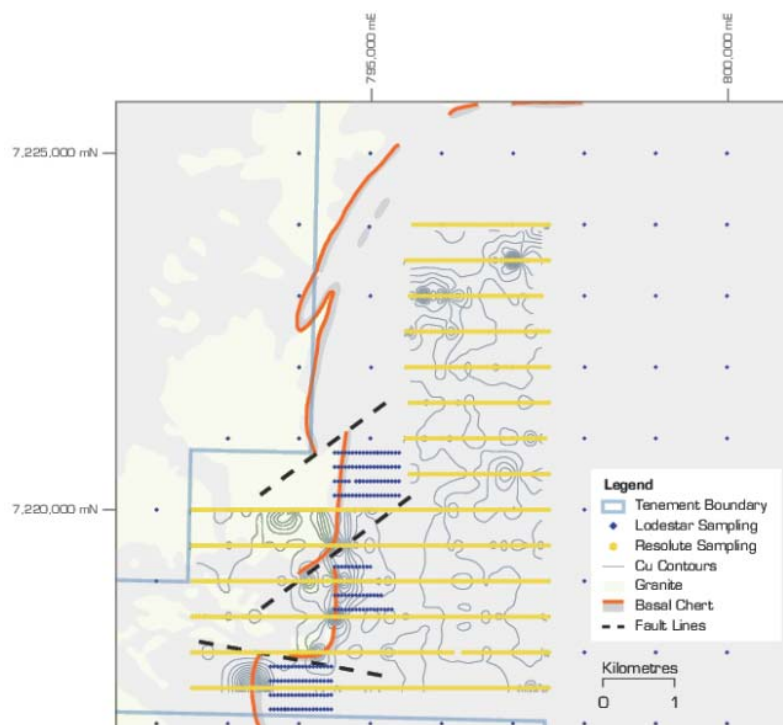 795,000 mE
800,000 mE
7,225,000 mN
7,220,000 mN
Legend
Tenement Boundary
Lodestar Sampling
Resolute Sampling
Cu Contours
Granite
Basal Chert
Fault Lines
Kilometres
0 1